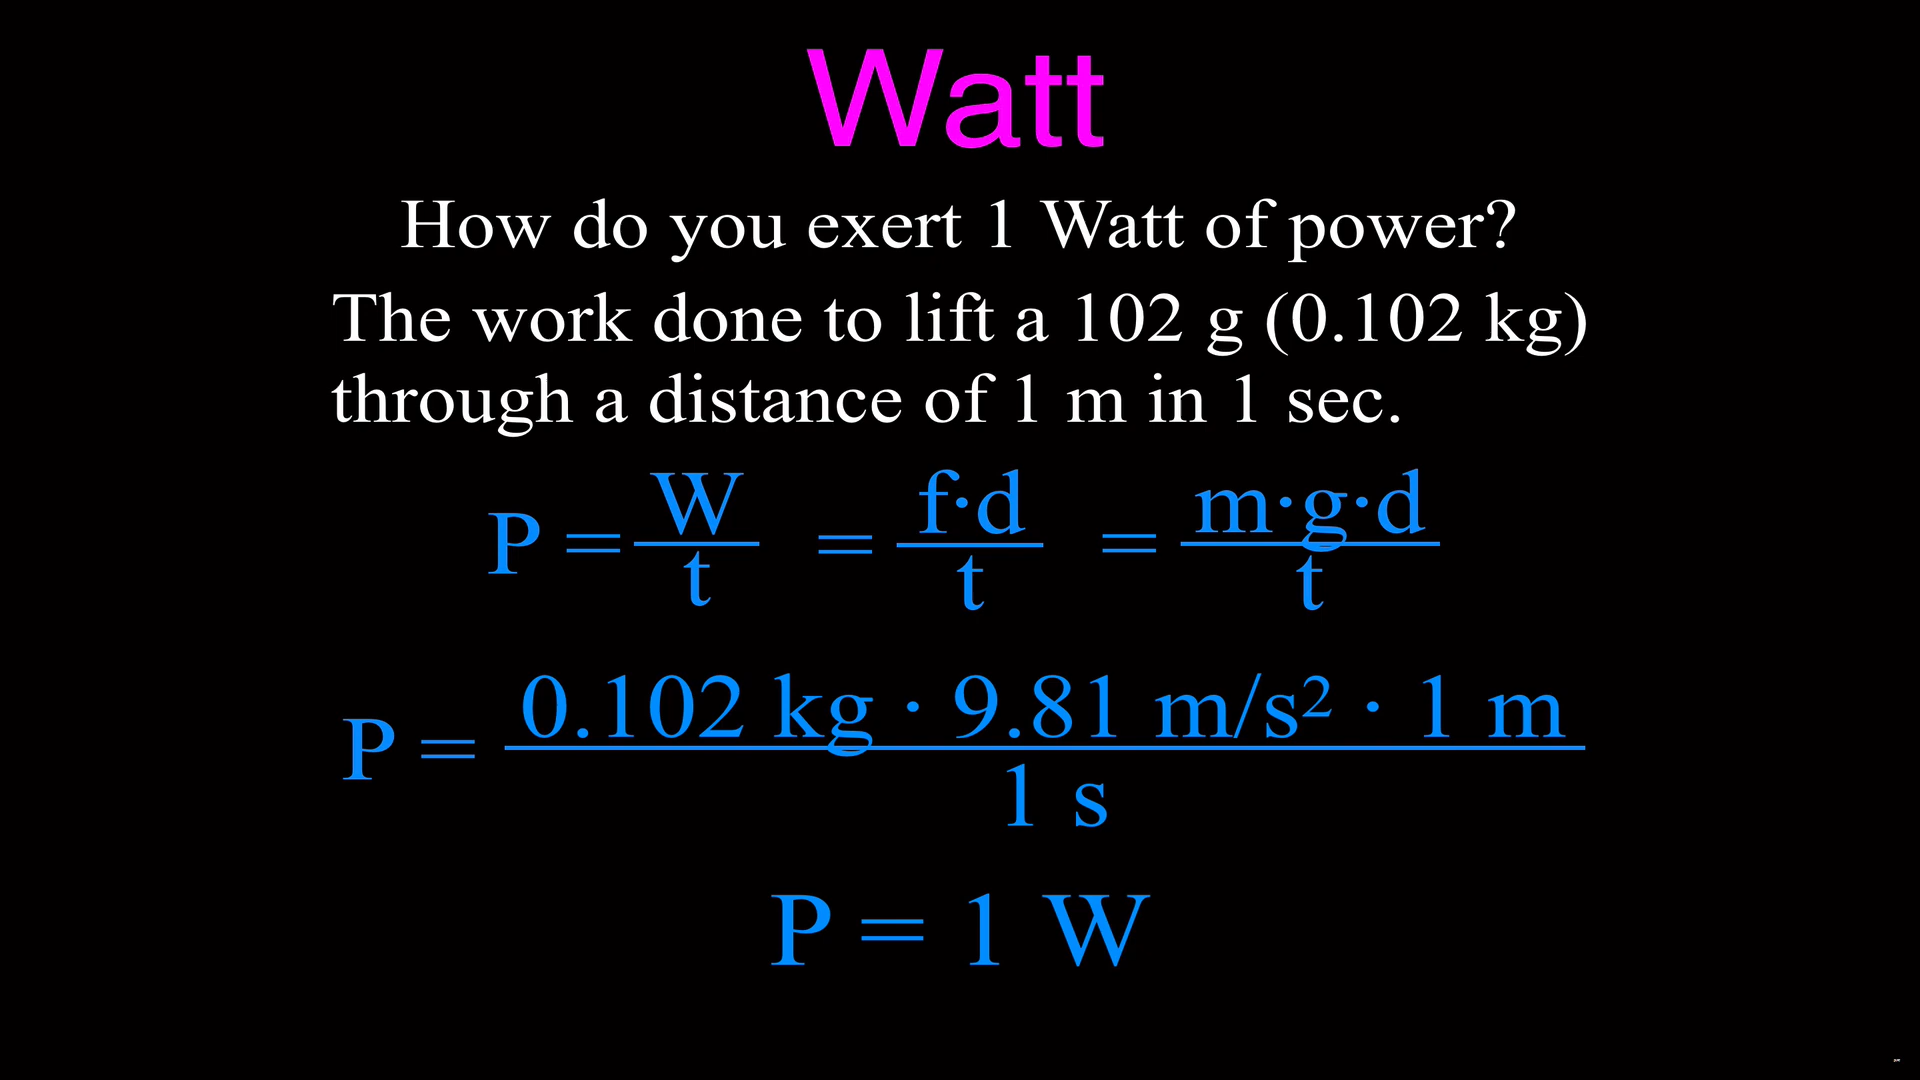 Watt
How do you exert 1 Watt of power?
The work done to lift a 102 g (0.102 kg)
through a distance of 1 m in 1 sec.
P = W/t = f·d/t = m·g·d/t
P = 0.102 kg · 9.81 m/s² · 1 m / 1 s
P = 1 W